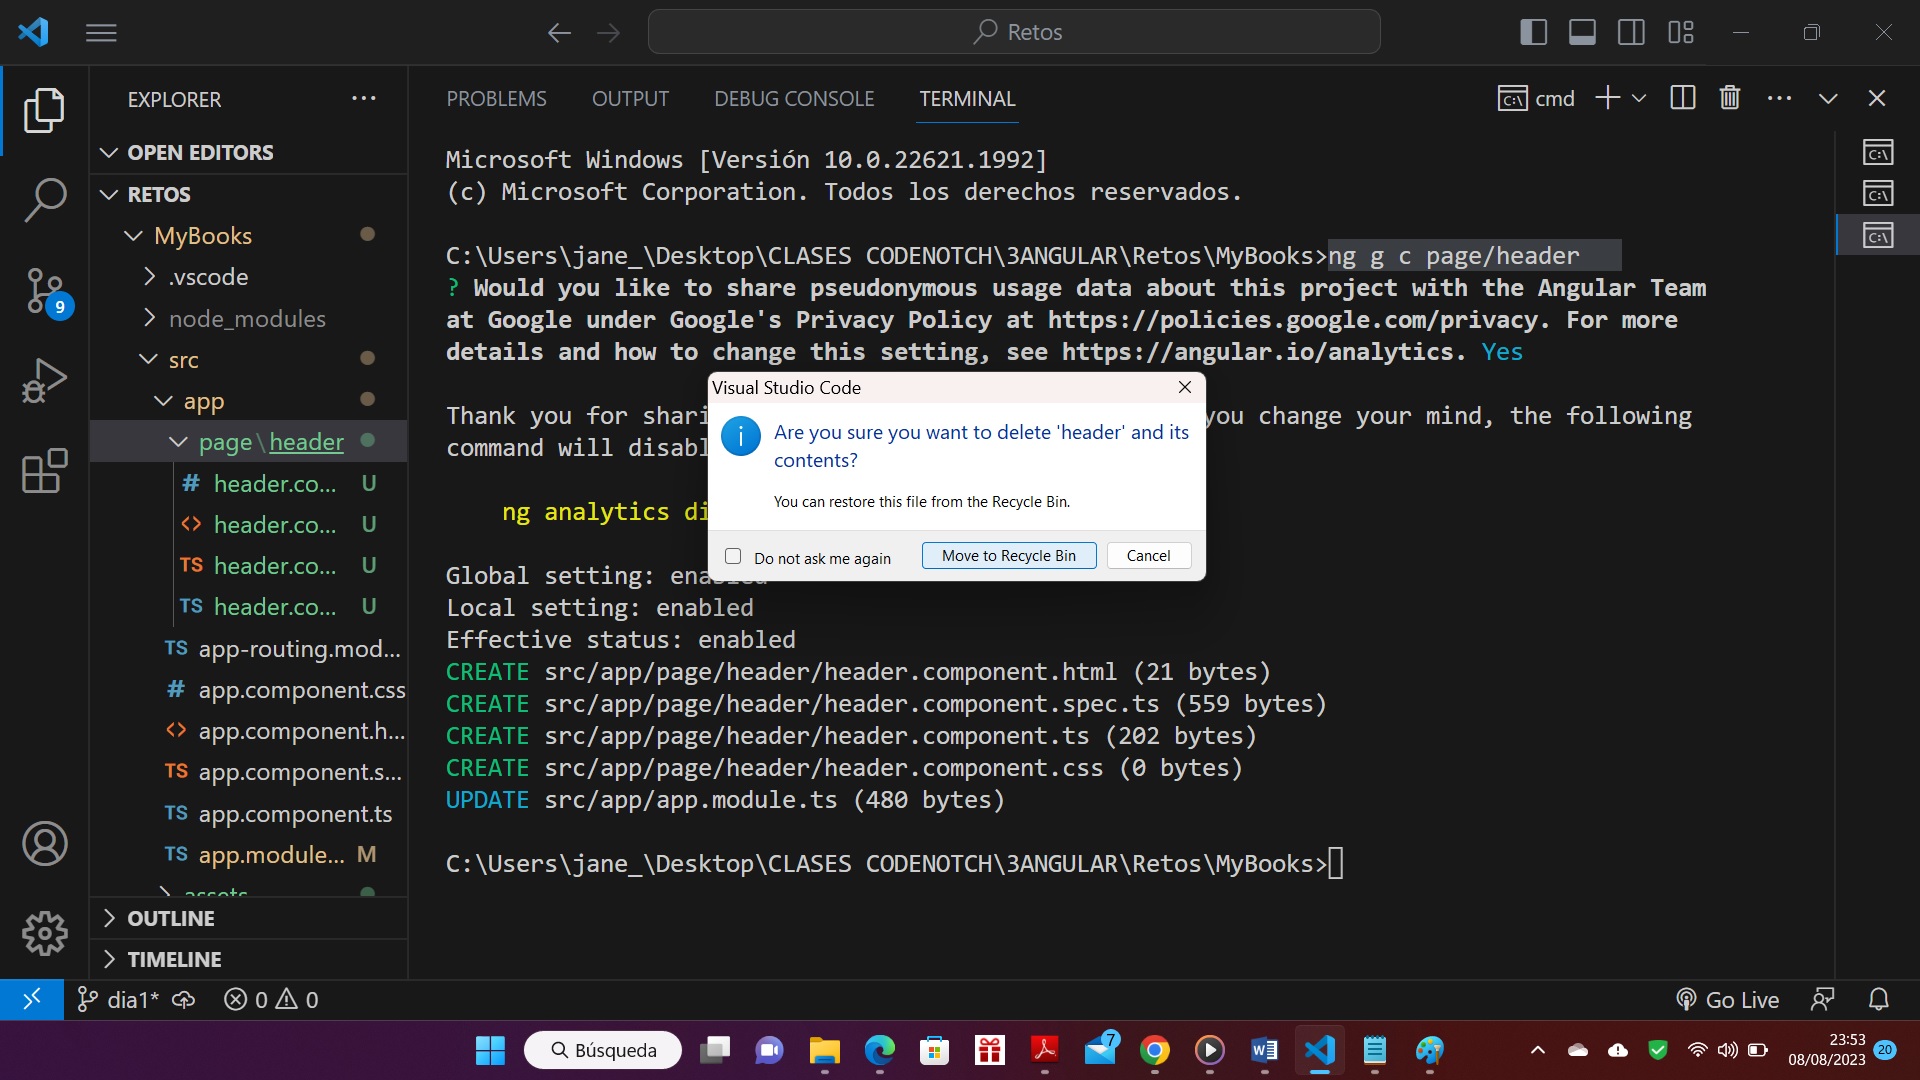 Retos
EXPLORER
PROBLEMS
OUTPUT
DEBUG CONSOLE
TERMINAL
cmd
OPEN EDITORS
RETOS
MyBooks
.vscode
node_modules
src
app
page\header
# header.co... U
<> header.co... U
TS header.co... U
TS header.co... U
TS app-routing.mod...
# app.component.css
<> app.component.h...
TS app.component.s...
TS app.component.ts
TS app.module... M
assets
OUTLINE
TIMELINE
9
Microsoft Windows [Versión 10.0.22621.1992]
(c) Microsoft Corporation. Todos los derechos reservados.
C:\Users\jane_\Desktop\CLASES CODENOTCH\3ANGULAR\Retos\MyBooks>ng g c page/header
? Would you like to share pseudonymous usage data about this project with the Angular Team
at Google under Google's Privacy Policy at https://policies.google.com/privacy. For more
details and how to change this setting, see https://angular.io/analytics. Yes
Thank you for shari you change your mind, the following
command will disabl
ng analytics di
Visual Studio Code
Are you sure you want to delete 'header' and its
contents?
You can restore this file from the Recycle Bin.
Do not ask me again
Move to Recycle Bin
Cancel
Global setting: enabled
Local setting: enabled
Effective status: enabled
CREATE src/app/page/header/header.component.html (21 bytes)
CREATE src/app/page/header/header.component.spec.ts (559 bytes)
CREATE src/app/page/header/header.component.ts (202 bytes)
CREATE src/app/page/header/header.component.css (0 bytes)
UPDATE src/app/app.module.ts (480 bytes)
C:\Users\jane_\Desktop\CLASES CODENOTCH\3ANGULAR\Retos\MyBooks>
dia1*
0
0
Go Live
Búsqueda
7
23:53
08/08/2023
20